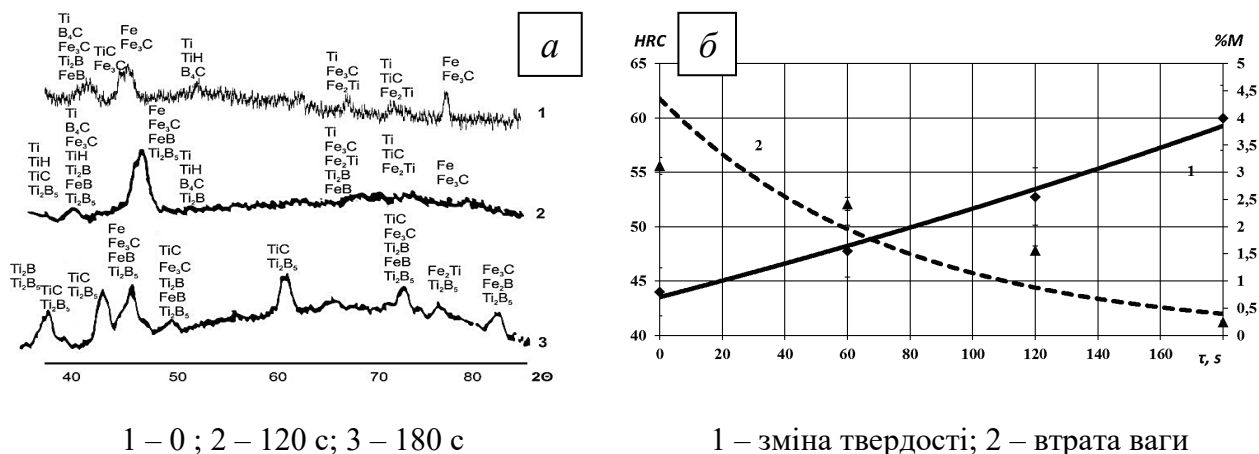 а
Ti
B₄C
Fe₃C
Ti₂B
FeB
TiC
Fe₃C
Fe
Fe₃C
Ti
TiH
B₄C
Ti
Fe₃C
Fe₂Ti
Ti
TiC
Fe₂Ti
Fe
Fe₃C
1
Ti
TiH
TiC
Ti₂B₅
Ti
B₄C
Fe₃C
TiH
Ti₂B
FeB
Ti₂B₅
Fe
Fe₃C
FeB
Ti₂B₅
Ti
TiH
B₄C
Ti₂B
Ti
Fe₃C
Fe₂Ti
Ti₂B
FeB
Ti
TiC
Fe₂Ti
Fe
Fe₃C
2
Ti₂B
Ti₂B₅
TiC
Ti₂B₅
TiC
Ti₂B₅
Fe
Fe₃C
FeB
Ti₂B₅
TiC
Fe₃C
Ti₂B
FeB
Ti₂B₅
TiC
Ti₂B₅
TiC
Fe₃C
Ti₂B
FeB
Ti₂B₅
Fe₂Ti
Ti₂B₅
Fe₃C
Fe₂B
Ti₂B₅
3
40 50 60 70 80 2Θ
1 – 0 ; 2 – 120 с; 3 – 180 с
HRC
б
%M
65
60
55
50
45
40
5
4,5
4
3,5
3
2,5
2
1,5
1
0,5
0
2
1
0 20 40 60 80 100 120 140 160 τ, s
1 – зміна твердості; 2 – втрата ваги